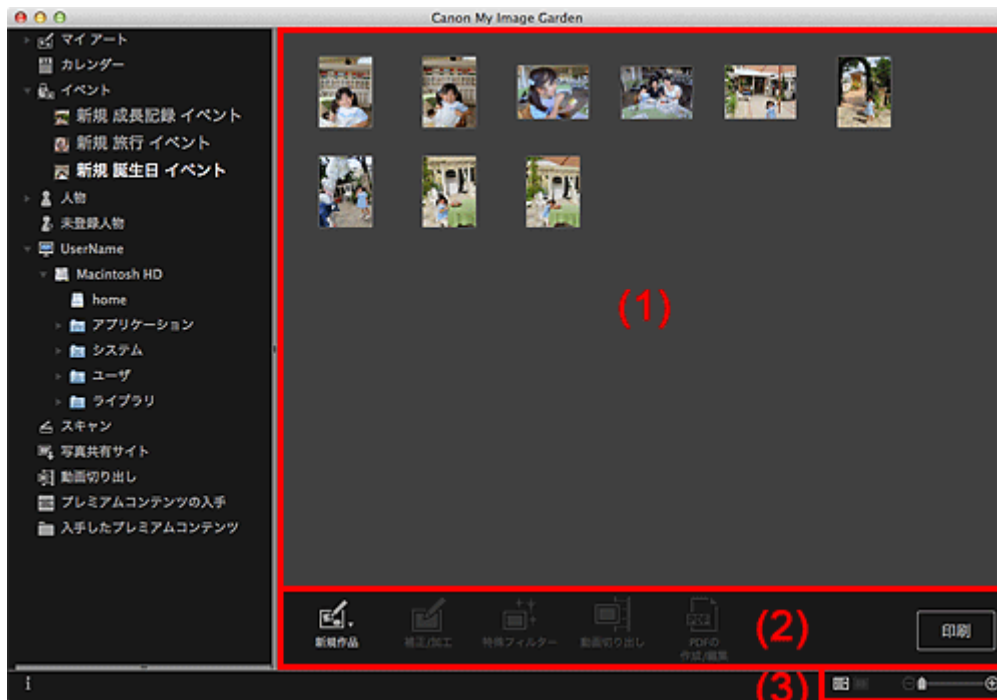 Canon My Image Garden
マイ アート
カレンダー
イベント
新規 成長記録 イベント
新規 旅行 イベント
新規 誕生日 イベント
人物
未登録人物
UserName
Macintosh HD
home
アプリケーション
システム
ユーザ
ライブラリ
スキャン
写真共有サイト
動画切り出し
プレミアムコンテンツの入手
入手したプレミアムコンテンツ
(1)
新規作品
補正/加工
特殊フィルター
動画切り出し
PDFの
作成/編集
(2)
印刷
(3)